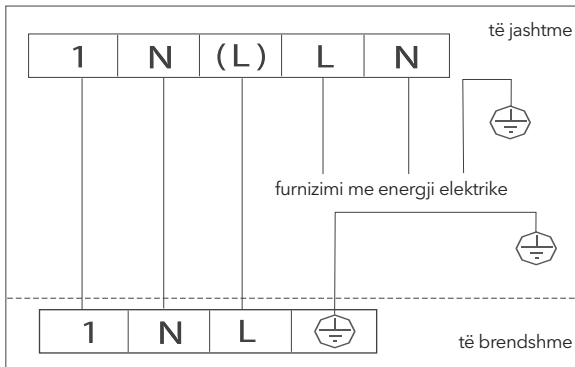 të jashtme
1 N (L) L N
furnizimi me energji elektrike
1 N L
të brendshme